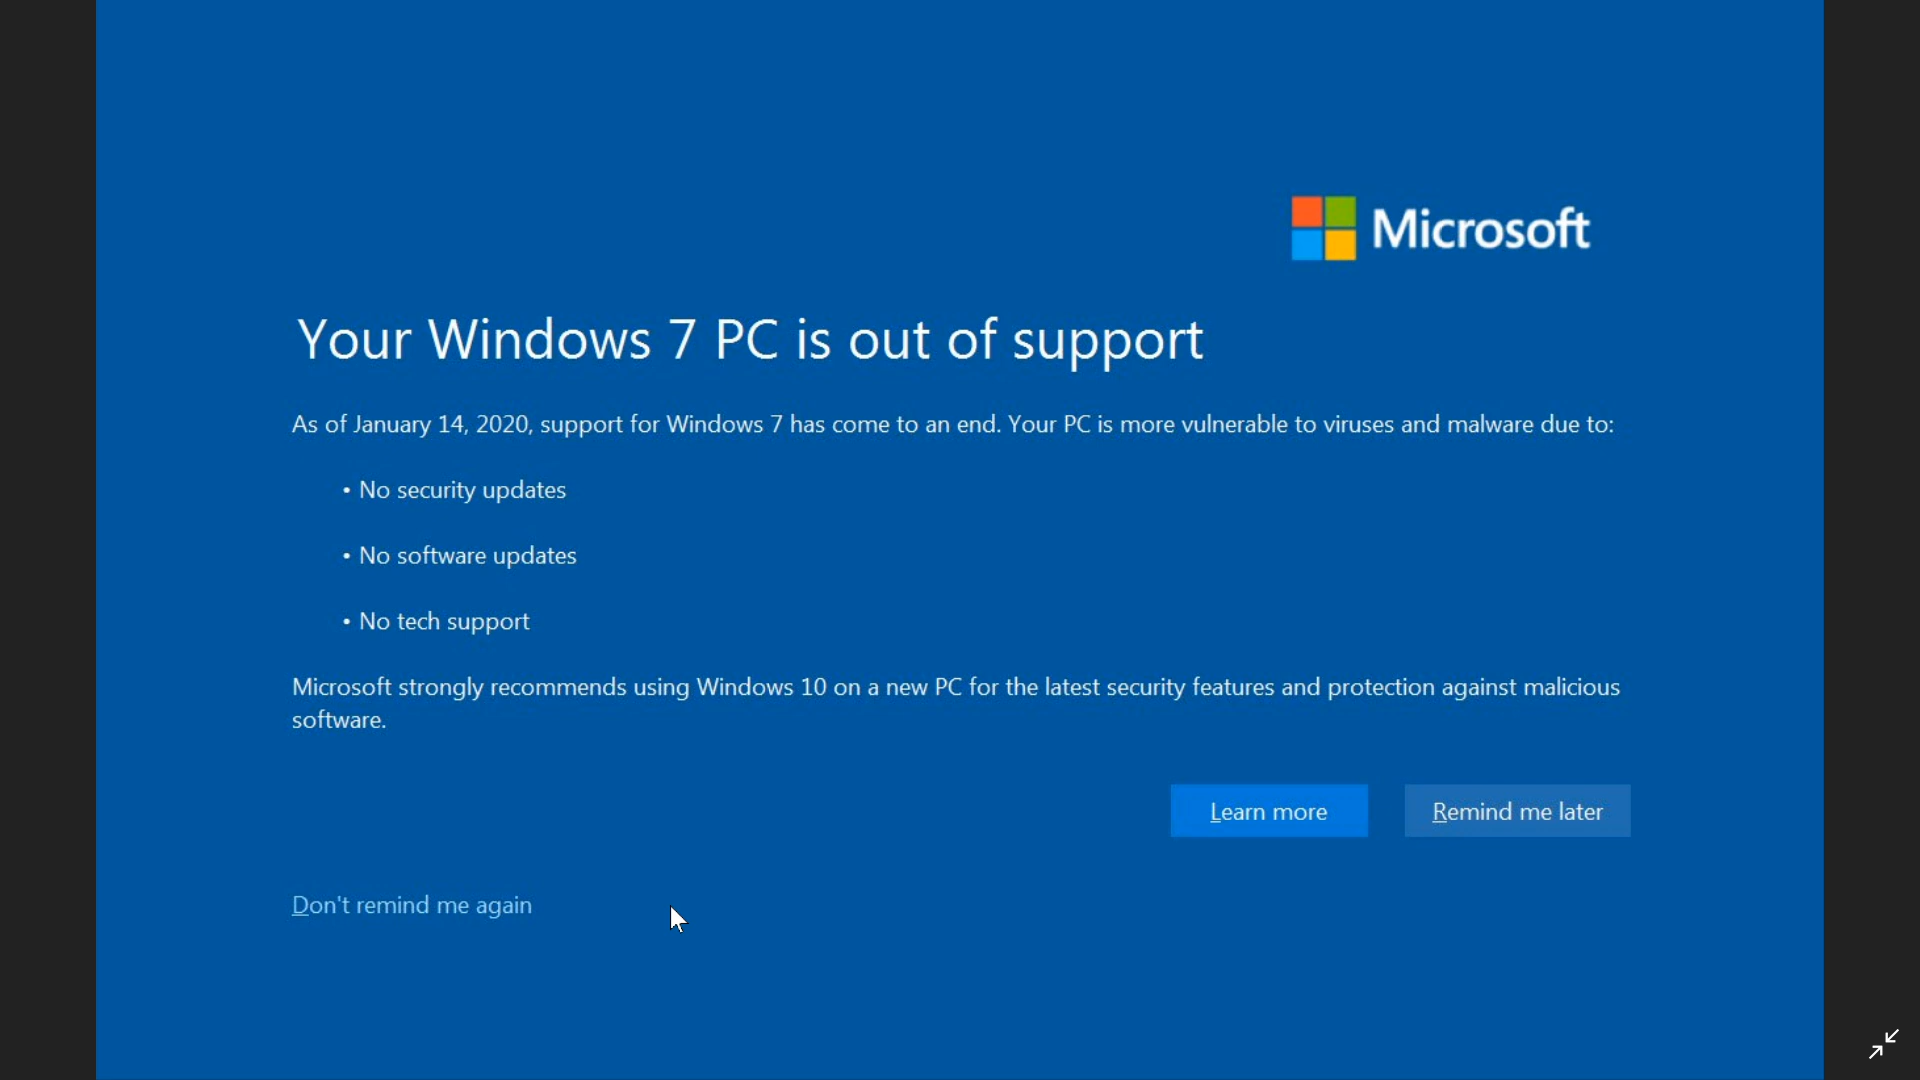 Microsoft
Your Windows 7 PC is out of support
As of January 14, 2020, support for Windows 7 has come to an end. Your PC is more vulnerable to viruses and malware due to:
• No security updates
• No software updates
• No tech support
Microsoft strongly recommends using Windows 10 on a new PC for the latest security features and protection against malicious
software.
Learn more
Remind me later
Don't remind me again